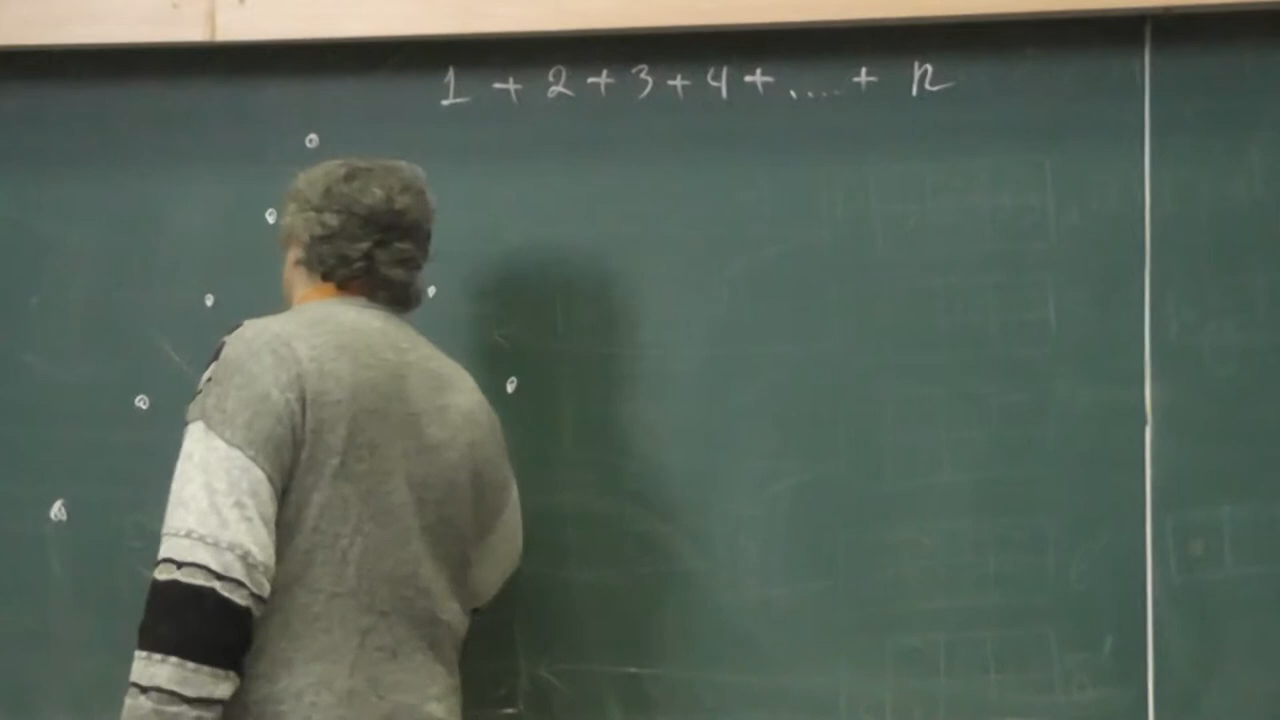 1 + 2 + 3 + 4 + .... + n